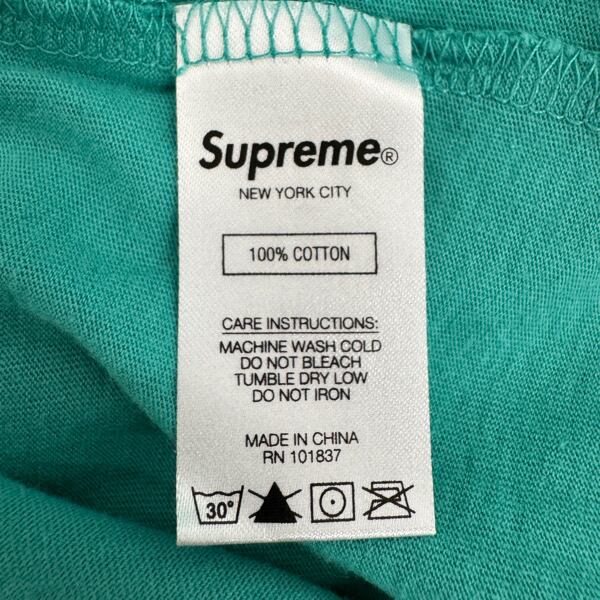 Supreme®
NEW YORK CITY
100% COTTON
CARE INSTRUCTIONS:
MACHINE WASH COLD
DO NOT BLEACH
TUMBLE DRY LOW
DO NOT IRON
MADE IN CHINA
RN 101837
30°